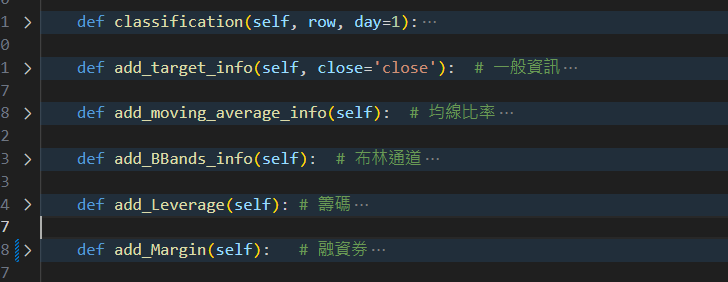 1 def classification(self, row, day=1):…
0
1 def add_target_info(self, close='close'): # 一般資訊…
7
8 def add_moving_average_info(self): # 均線比率…
2
3 def add_BBands_info(self): # 布林通道…
3
4 def add_Leverage(self): # 籌碼…
7
8 def add_Margin(self): # 融資券…
7